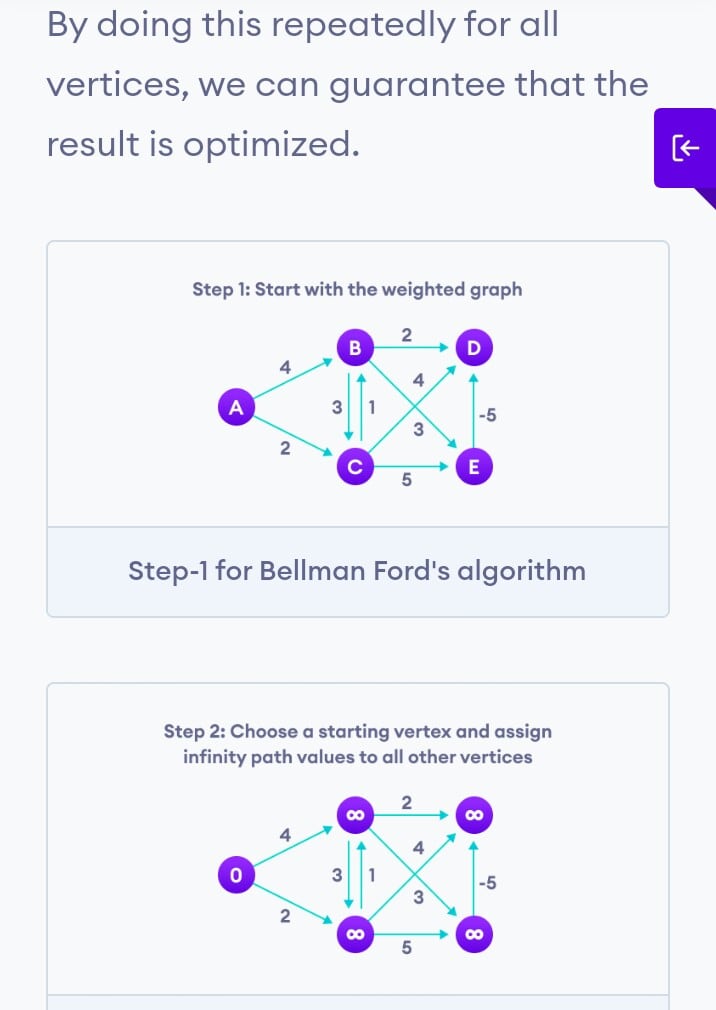 By doing this repeatedly for all
vertices, we can guarantee that the
result is optimized.
Step 1: Start with the weighted graph
2
B
D
4
4
A
3
1
-5
3
2
C
E
5
Step-1 for Bellman Ford's algorithm
Step 2: Choose a starting vertex and assign
infinity path values to all other vertices
2
∞
∞
4
4
0
3
1
-5
3
2
∞
∞
5